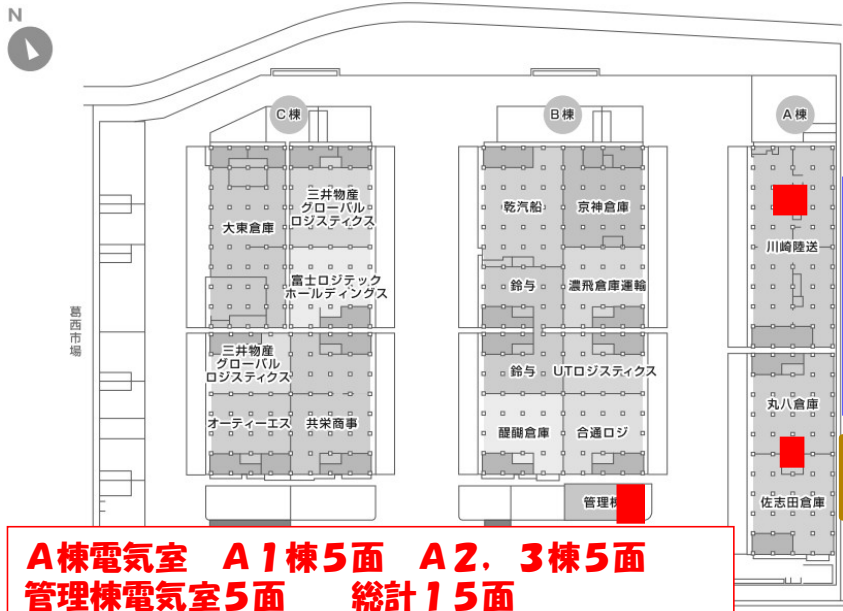 N
C棟
B棟
A棟
三井物産
グローバル
ロジスティクス
大東倉庫
富士ロジテック
ホールディングス
三井物産
グローバル
ロジスティクス
オーティーエス
共栄商事
乾汽船
京神倉庫
鈴与
濃飛倉庫運輸
鈴与
UTロジスティクス
醍醐倉庫
合通ロジ
管理棟
川崎陸送
丸八倉庫
佐志田倉庫
葛西市場
A棟電気室 A1棟5面 A2，3棟5面
管理棟電気室5面 総計15面